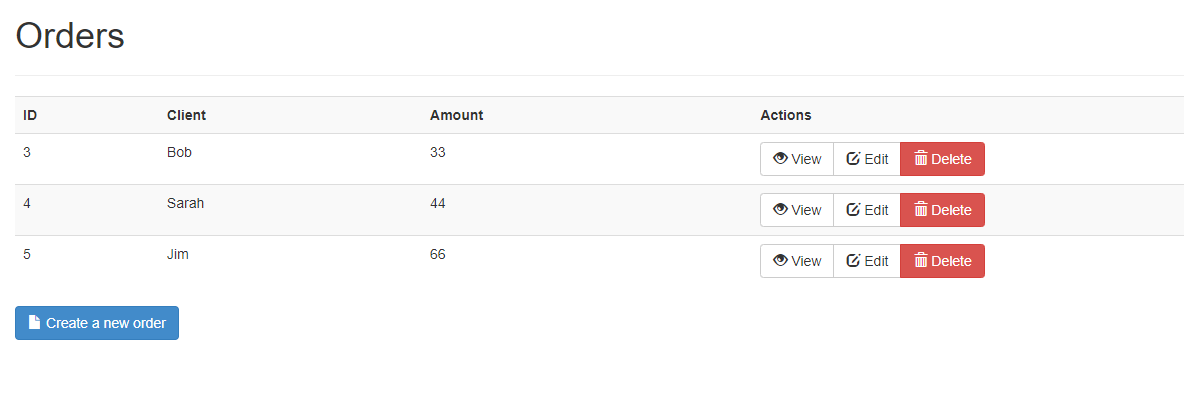 Orders
ID Client Amount Actions
3 Bob 33 View Edit Delete
4 Sarah 44 View Edit Delete
5 Jim 66 View Edit Delete
Create a new order